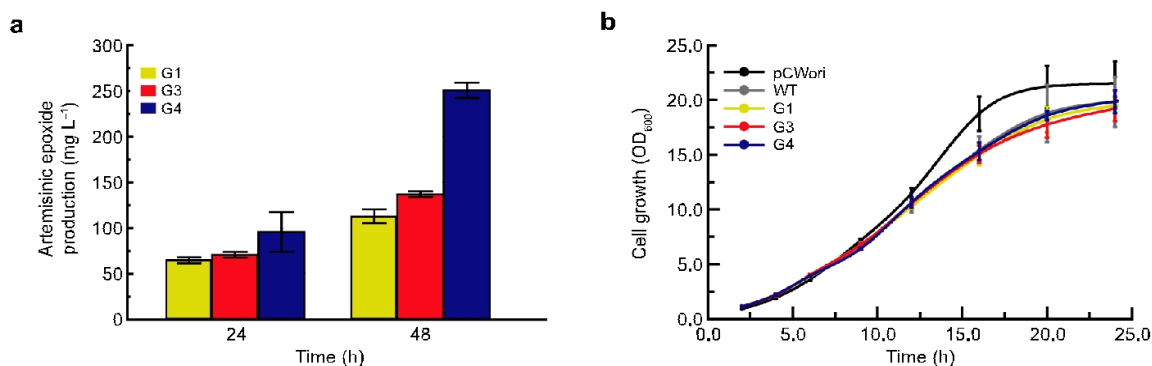 a
Artemisinic epoxide
production (mg L⁻¹)
300
250
200
150
100
50
0
G1
G3
G4
24
48
Time (h)
b
Cell growth (OD₆₀₀)
25.0
20.0
15.0
10.0
5.0
0.0
pCWori
WT
G1
G3
G4
0.0
5.0
10.0
15.0
20.0
25.0
Time (h)